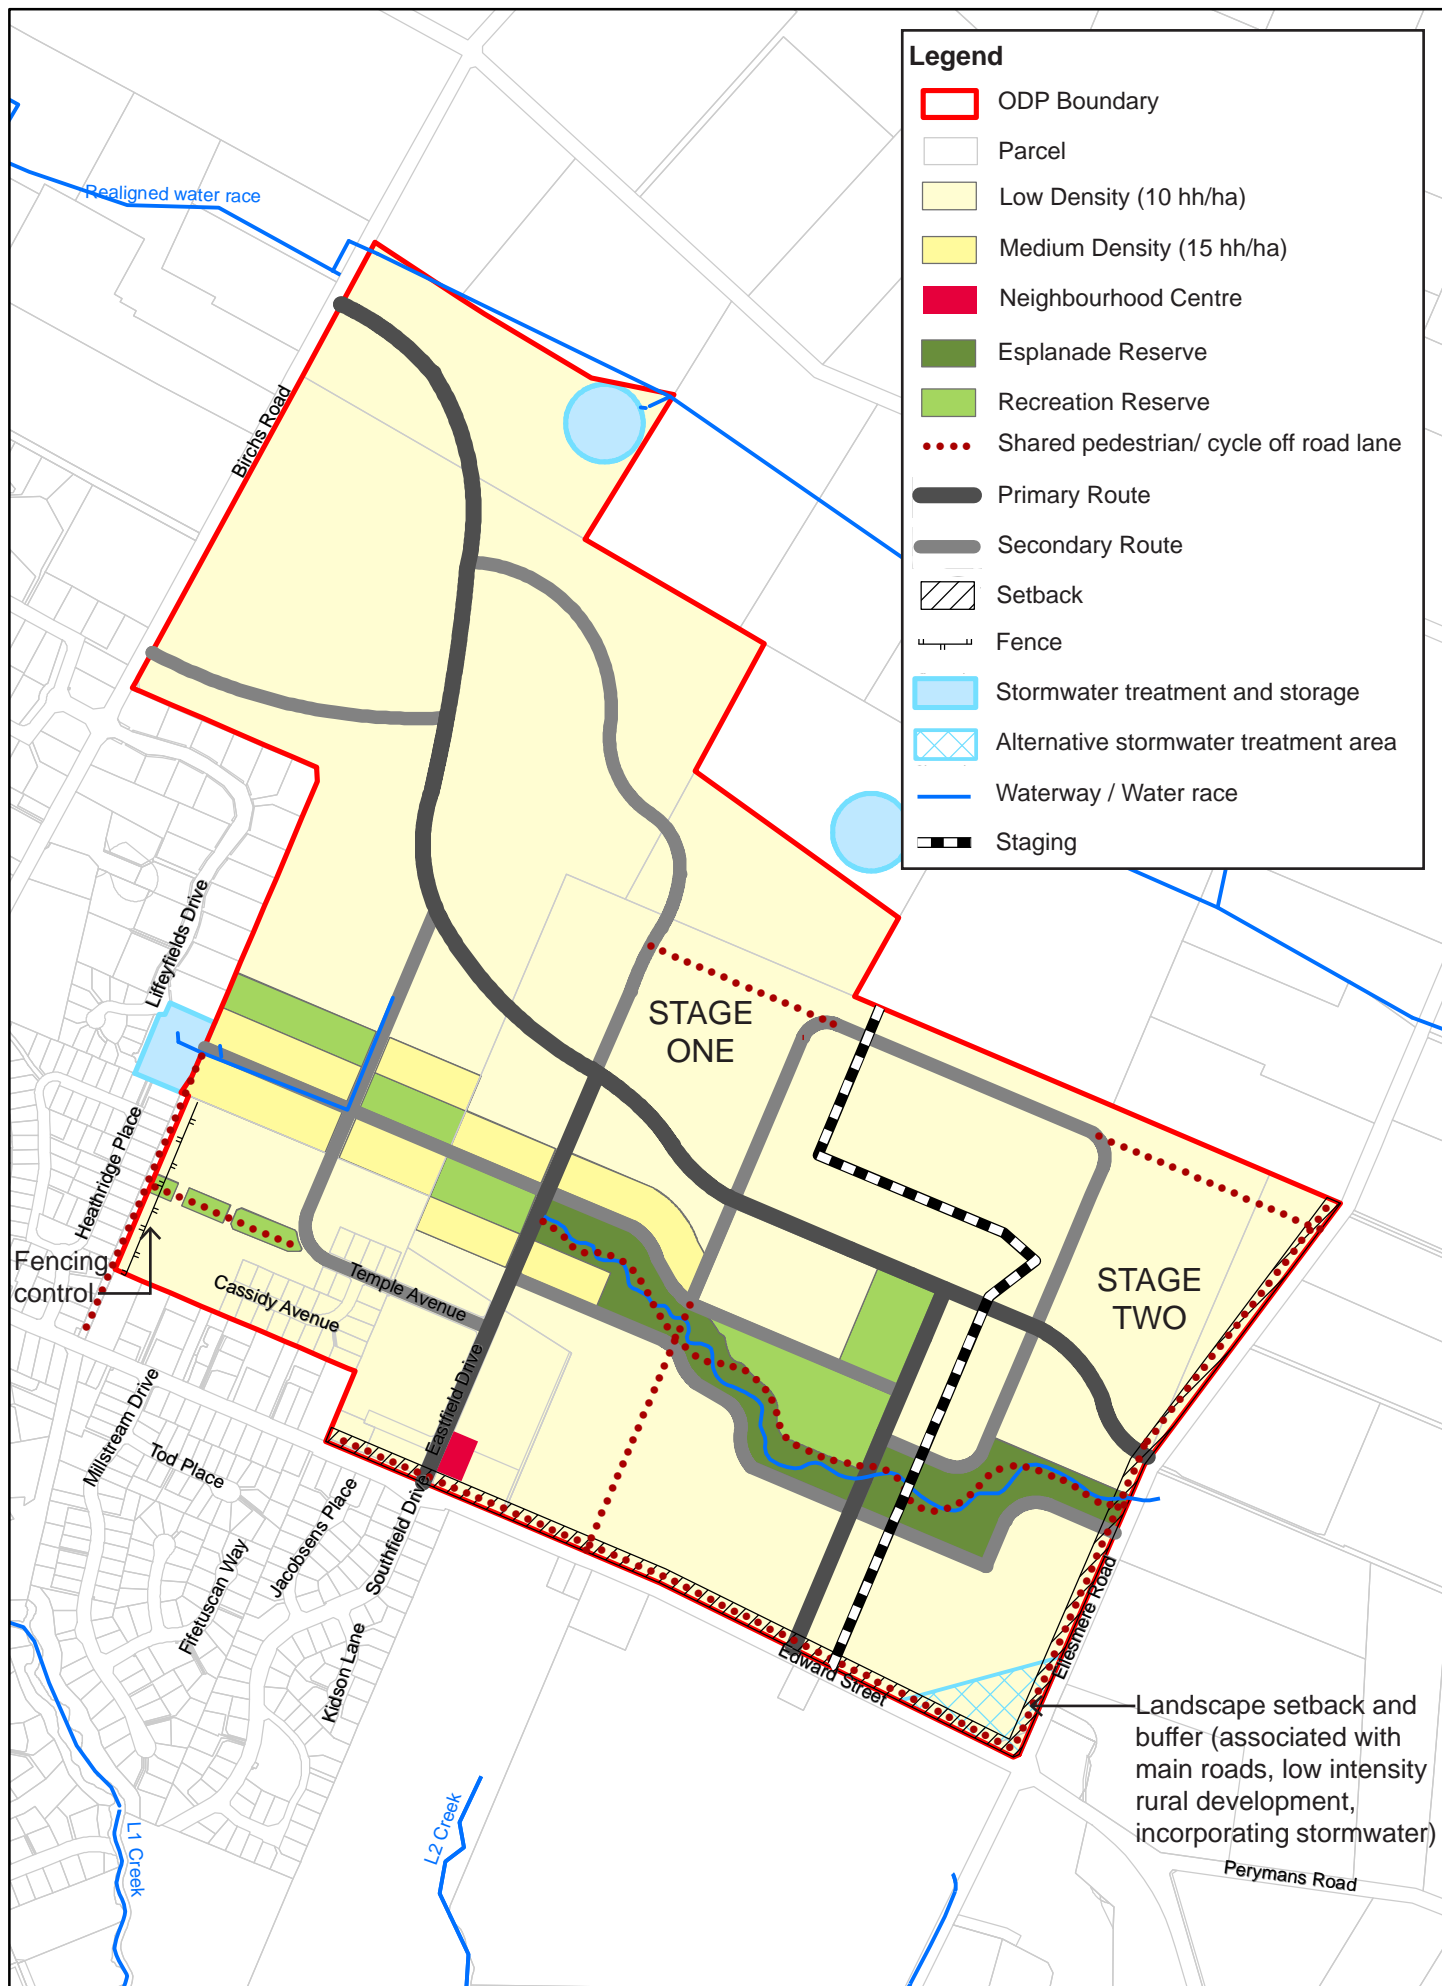 Legend
ODP Boundary
Parcel
Low Density (10 hh/ha)
Medium Density (15 hh/ha)
Neighbourhood Centre
Esplanade Reserve
Recreation Reserve
Shared pedestrian/ cycle off road lane
Primary Route
Secondary Route
Setback
Fence
Stormwater treatment and storage
Alternative stormwater treatment area
Waterway / Water race
Staging
Realigned water race
Birchs Road
Liffeyfields Drive
STAGE
ONE
Heathridge Place
Fencing
control
Cassidy Avenue
Temple Avenue
STAGE
TWO
Eastfield Drive
Millstream Drive
Tod Place
Jacobsens Place
Southfield Drive
Fifetuscan Way
Kidson Lane
Edward Street
Ellesmere Road
Landscape setback and
buffer (associated with
main roads, low intensity
rural development,
incorporating stormwater)
Perymans Road
L1 Creek
L2 Creek